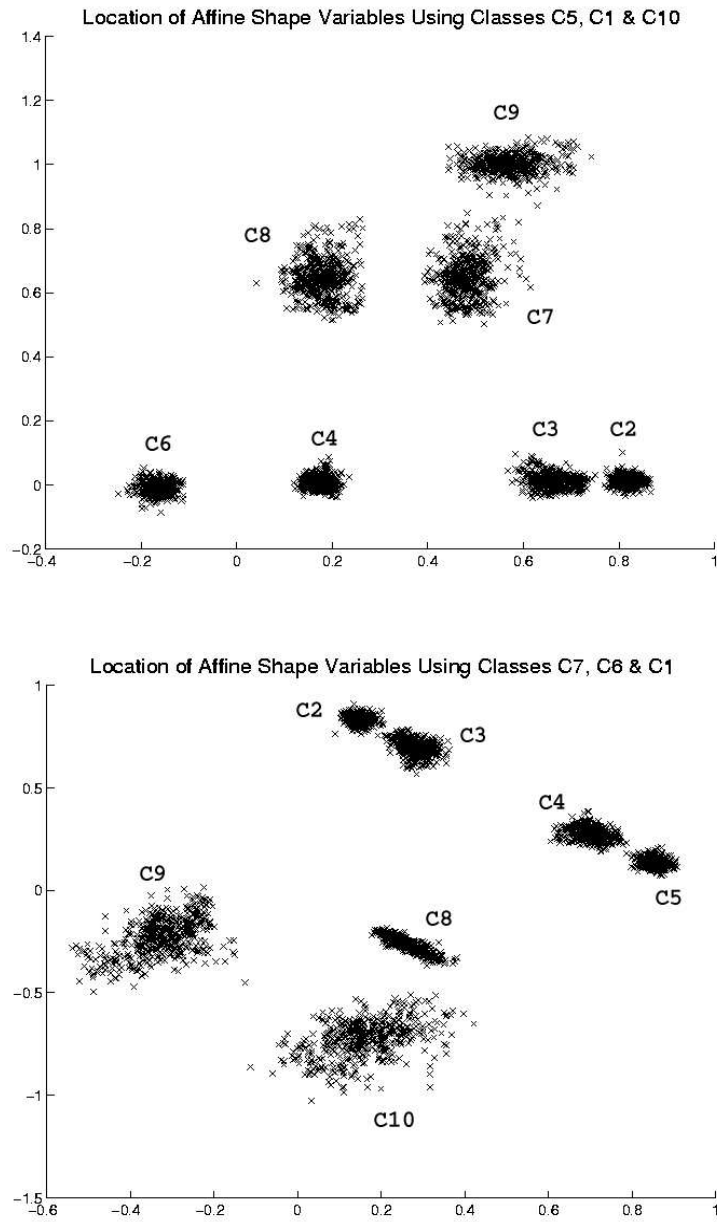 Location of Affine Shape Variables Using Classes C5, C1 & C10
1.4
1.2
1
0.8
0.6
0.4
0.2
0
−0.2
−0.4
−0.2
0
0.2
0.4
0.6
0.8
1
C9
C8
C7
C6
C4
C3
C2
Location of Affine Shape Variables Using Classes C7, C6 & C1
1
0.5
0
−0.5
−1
−1.5
−0.6
−0.4
−0.2
0
0.2
0.4
0.6
0.8
1
C2
C3
C4
C9
C5
C8
C10